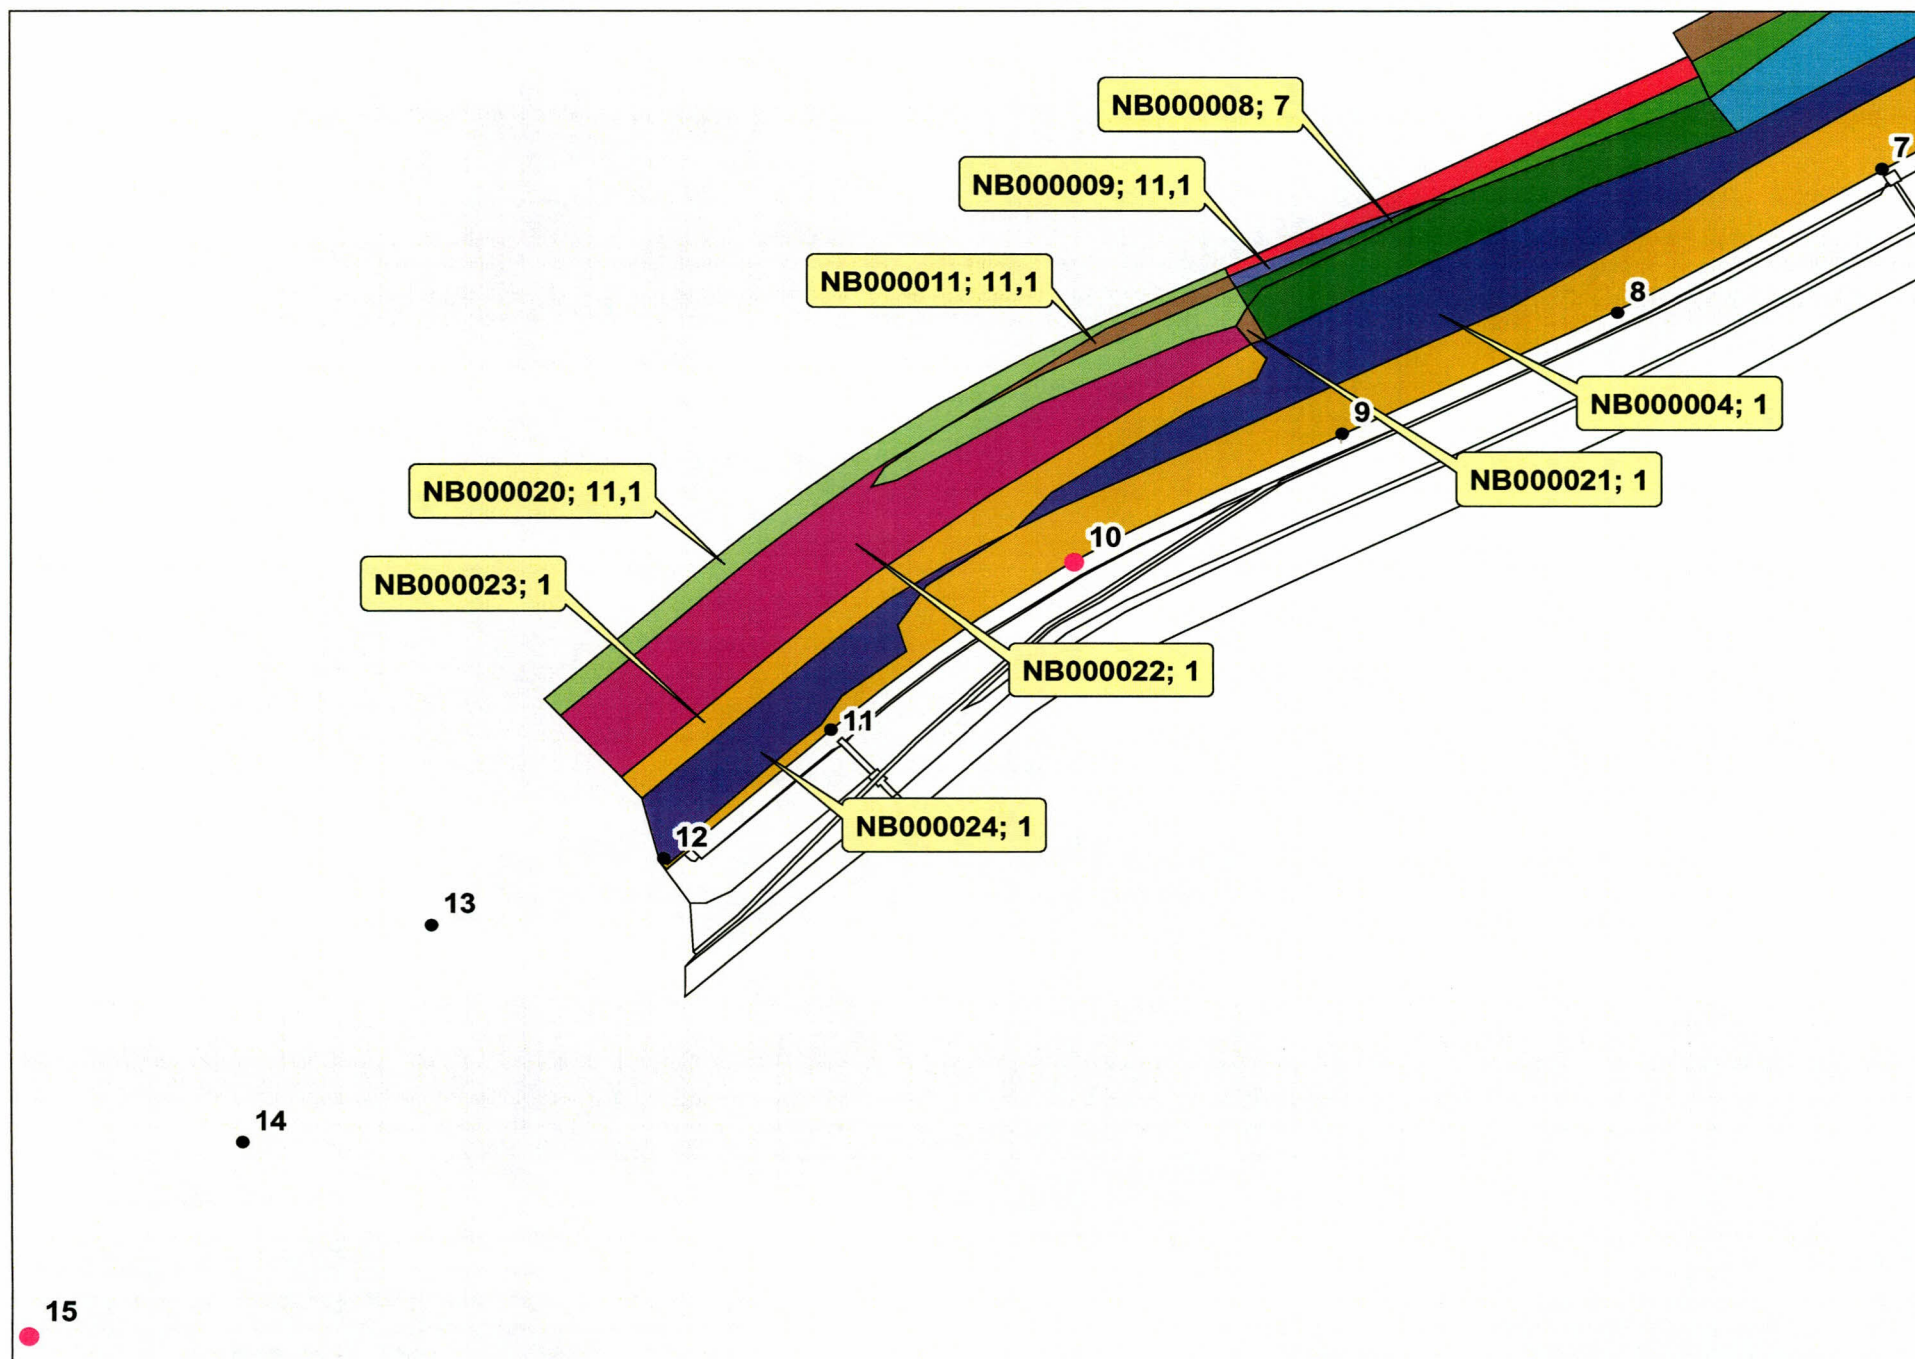 NB000008; 7
7
NB000009; 11,1
NB000011; 11,1
8
NB000004; 1
9
NB000021; 1
NB000020; 11,1
10
NB000023; 1
NB000022; 1
11
NB000024; 1
12
13
14
15